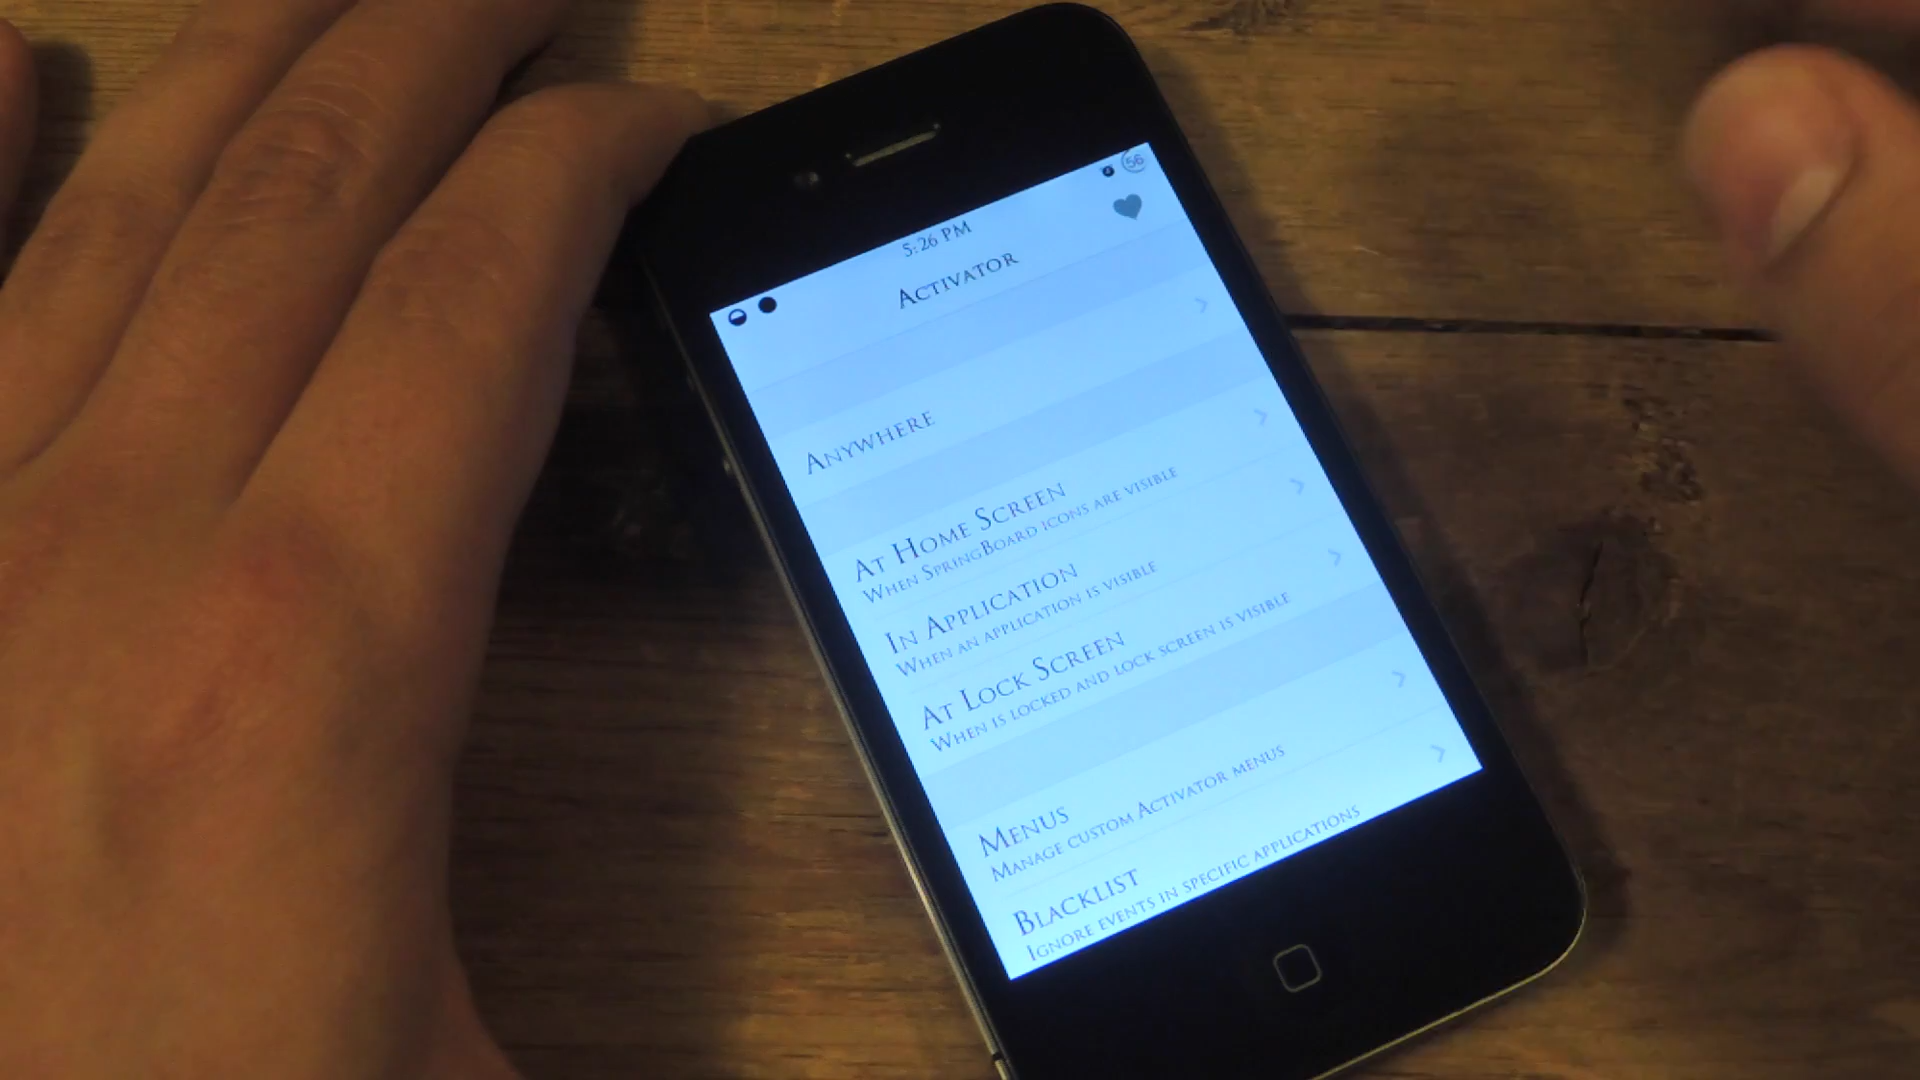 56
5:26 PM
Activator
Anywhere
At Home Screen
When SpringBoard icons are visible
In Application
When an application is visible
At Lock Screen
When is locked and lock screen is visible
Menus
Manage custom Activator menus
Blacklist
Ignore events in specific applications